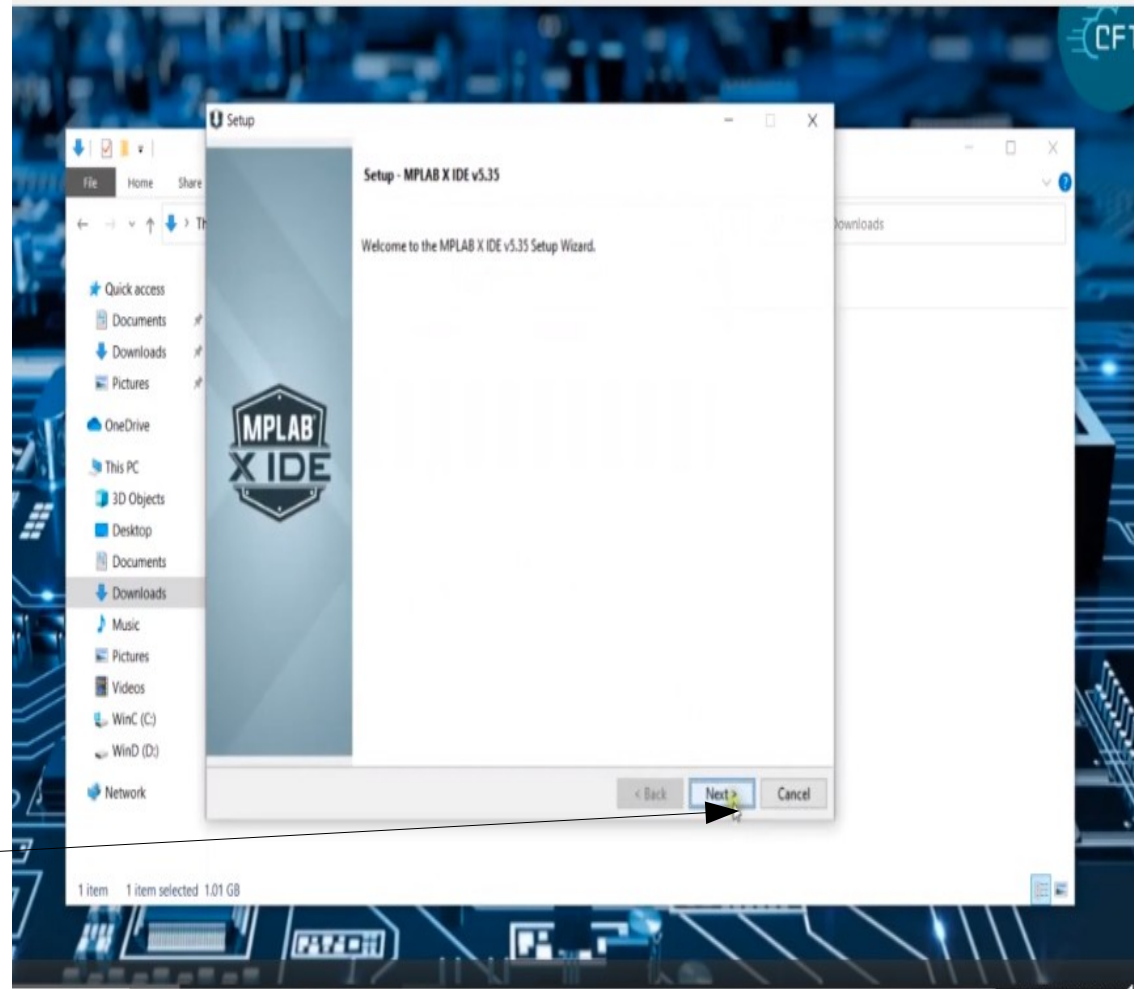 CFT
Setup
Setup - MPLAB X IDE v5.35
Welcome to the MPLAB X IDE v5.35 Setup Wizard.
MPLAB
X IDE
< Back
Next >
Cancel
File
Home
Share
Th
Downloads
Quick access
Documents
Downloads
Pictures
OneDrive
This PC
3D Objects
Desktop
Documents
Downloads
Music
Pictures
Videos
WinC (C:)
WinD (D:)
Network
1 item
1 item selected 1.01 GB